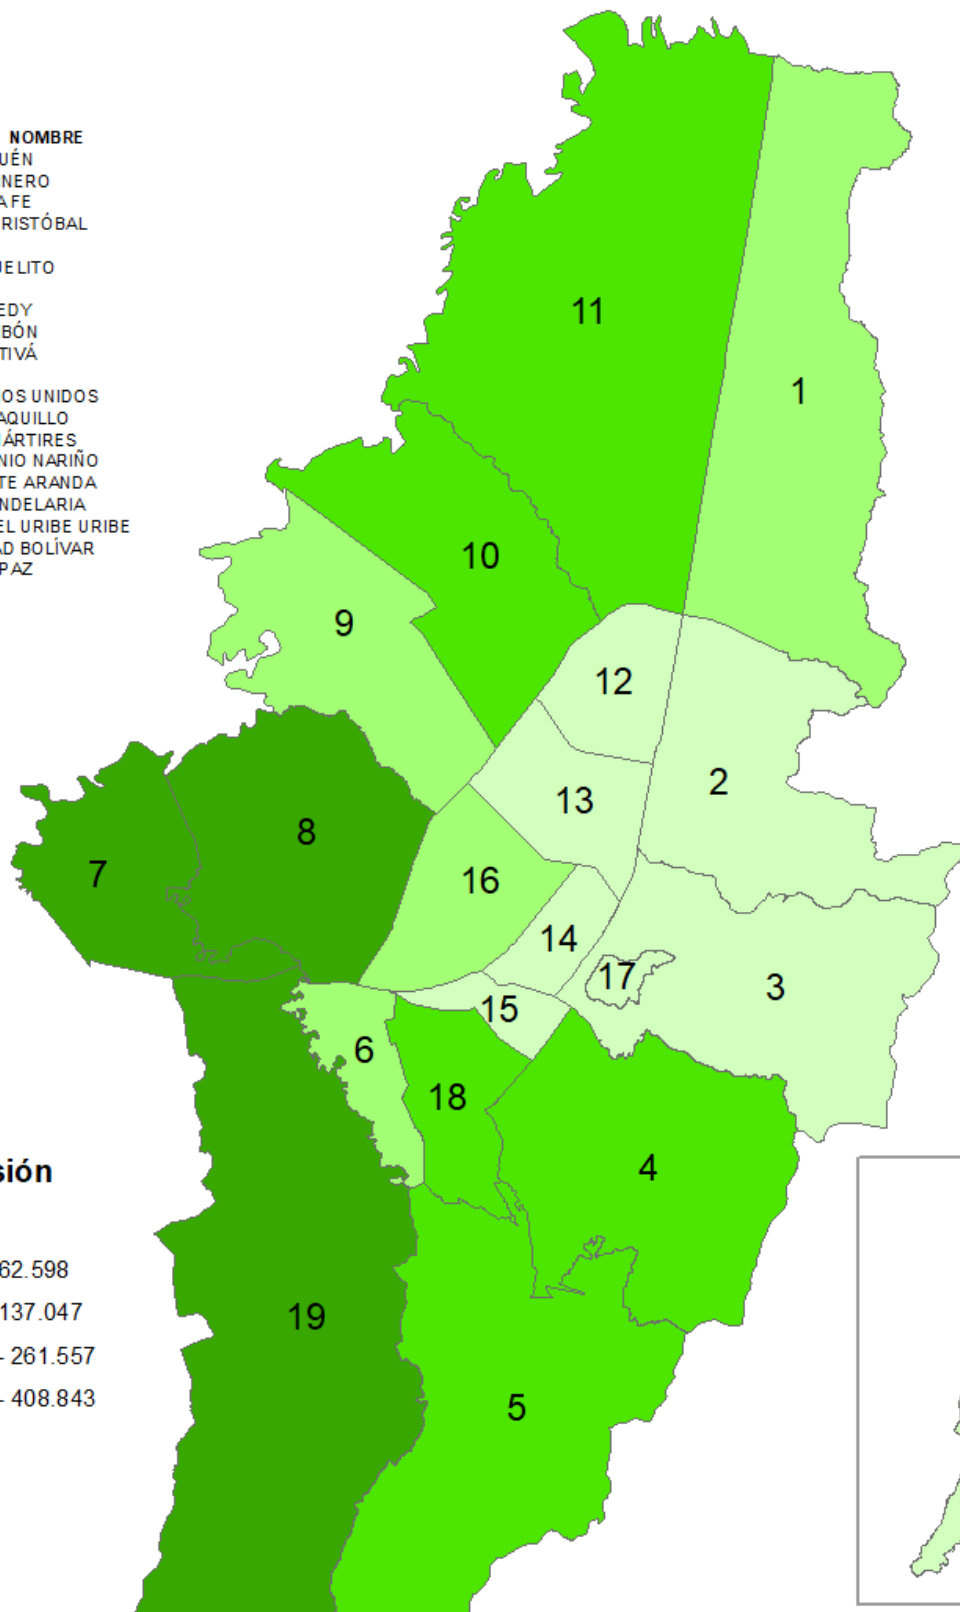 NOMBRE
UÉN
NERO
A FE
RISTÓBAL
UELITO
EDY
BÓN
TIVÁ
OS UNIDOS
AQUILLO
MÁRTIRES
NIO NARIÑO
TE ARANDA
NDELARIA
EL URIBE URIBE
AD BOLÍVAR
PAZ
11
1
10
9
12
2
13
8
7
16
14
17
3
15
6
18
4
sión
62.598
137.047
19
- 261.557
- 408.843
5